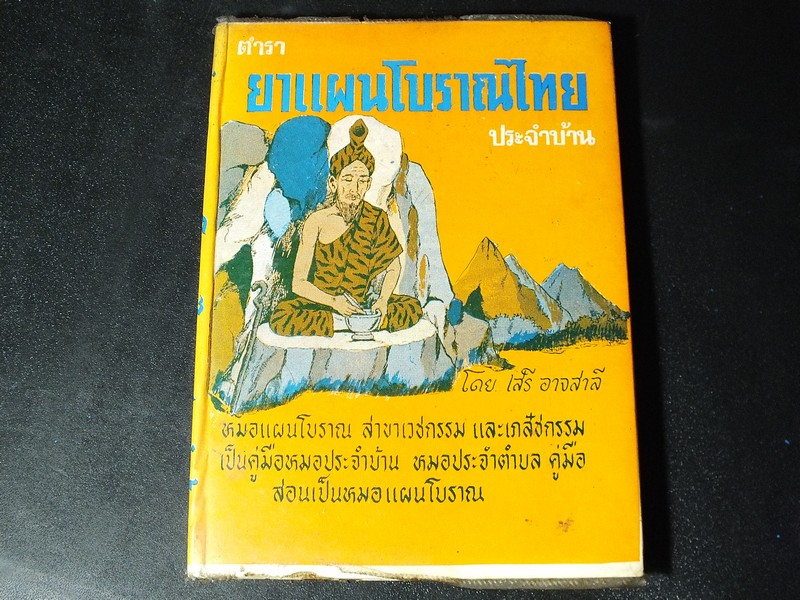 ตำรา
ยาแผนโบราณไทย
ประจำบ้าน
โดย เสรี อาจสาลี
หมอแผนโบราณ สาขาเวชกรรม และเภสัชกรรม
เป็นคู่มือหมอประจำบ้าน หมอประจำตำบล คู่มือ
สอนเป็นหมอแผนโบราณ